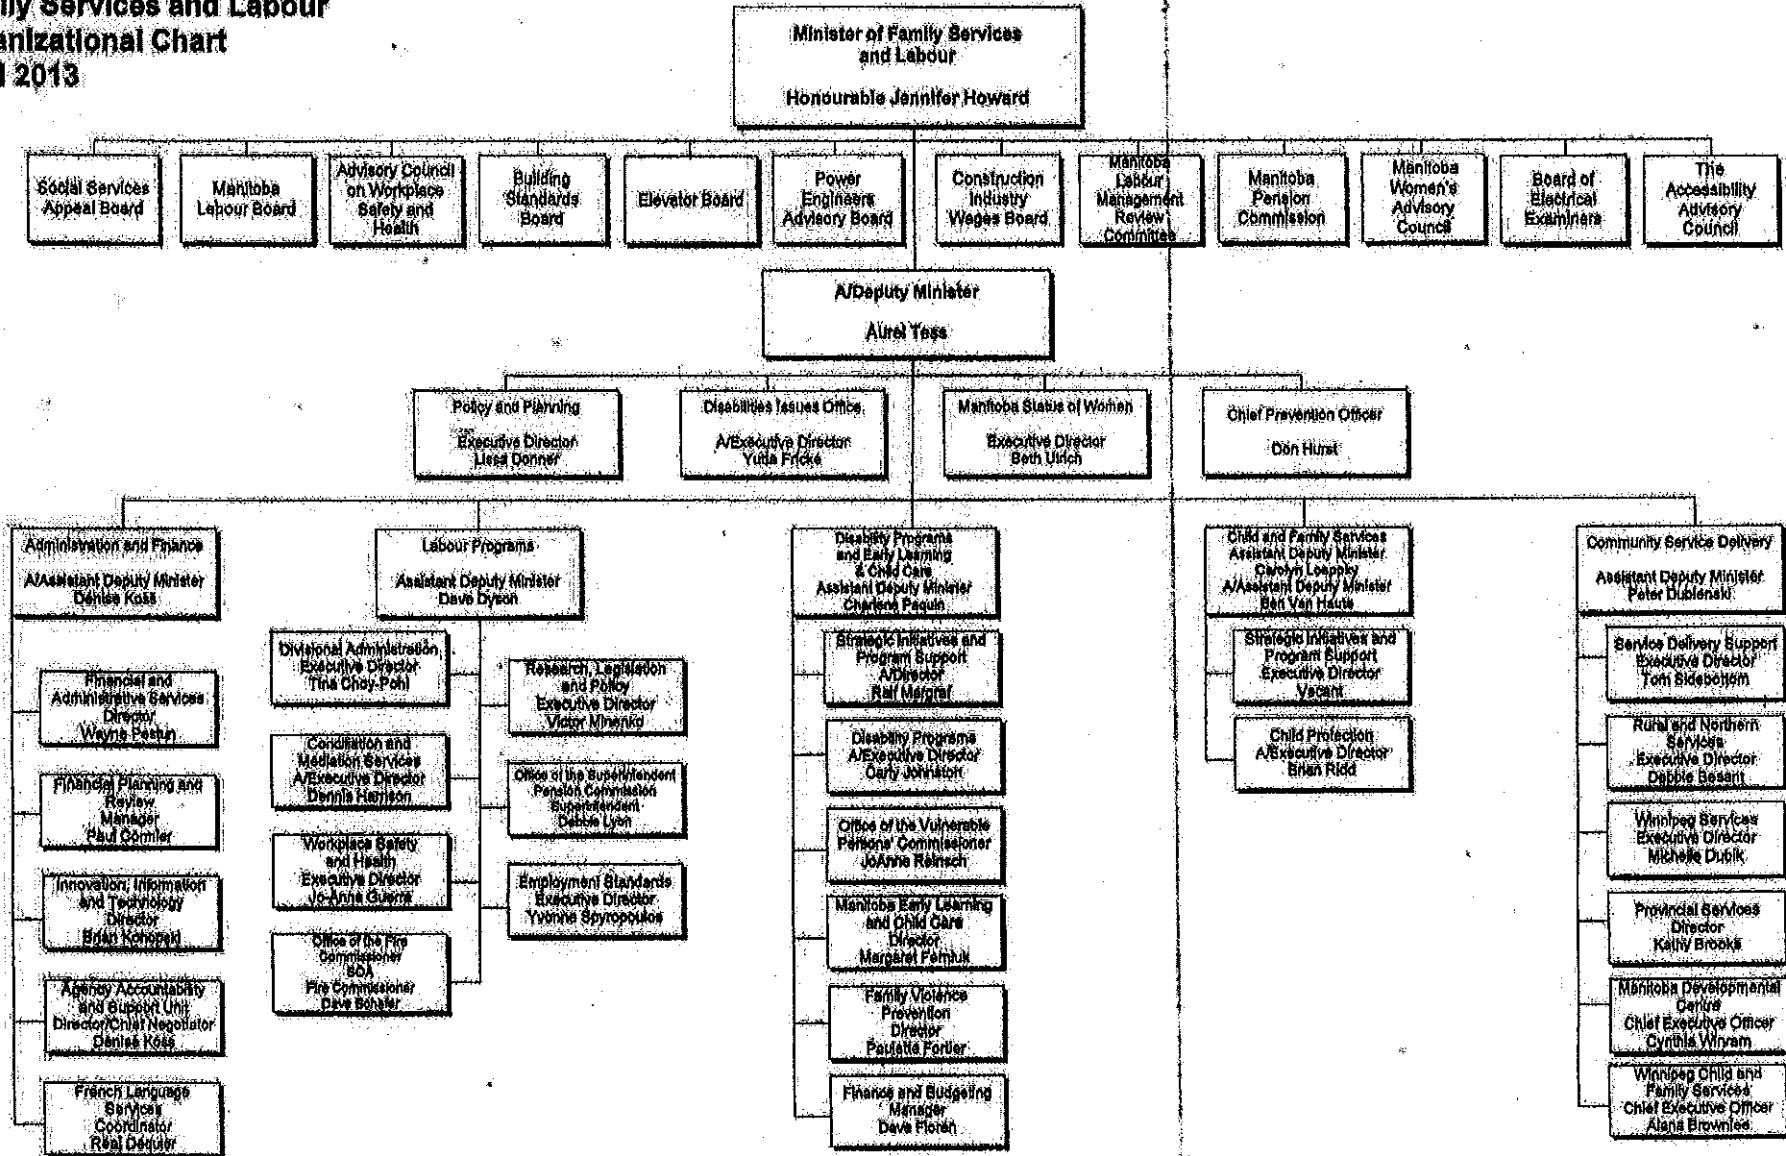 ily Services and Labour
anizational Chart
2013
Minister of Family Services
and Labour
Honourable Jennifer Howard
Social Services
Appeal Board
Manitoba
Labour Board
Advisory Council
on Workplace
Safety and
Health
Building
Standards
Board
Elevator Board
Power
Engineers
Advisory Board
Construction
Industry
Wages Board
Manitoba
Labour
Management
Review
Committee
Manitoba
Pension
Commission
Manitoba
Women's
Advisory
Council
Board of
Electrical
Examiners
The
Accessibility
Advisory
Council
A/Deputy Minister
Aurel Tess
Policy and Planning
Executive Director
Lissa Donner
Disabilities Issues Office
A/Executive Director
Yutta Fricke
Manitoba Status of Women
Executive Director
Beth Ulrich
Chief Prevention Officer
Don Hurst
Administration and Finance
A/Assistant Deputy Minister
Denise Koss
Financial and
Administrative Services
Director
Wayne Pestun
Financial Planning and
Review
Manager
Paul Cormier
Innovation, Information
and Technology
Director
Brian Konopski
Agency Accountability
and Support Unit
Director/Chief Negotiator
Denise Koss
French Language
Services
Coordinator
Real Dequier
Labour Programs
Assistant Deputy Minister
Dave Dyson
Divisional Administration
Executive Director
Tina Choy-Pohl
Conciliation and
Mediation Services
A/Executive Director
Dennis Harrison
Workplace Safety
and Health
Executive Director
Jo-Anne Guerra
Office of the Fire
Commissioner
SOA
Fire Commissioner
Dave Schafer
Research, Legislation
and Policy
Executive Director
Victor Minenko
Office of the Superintendent
Pension Commission
Superintendent
Debbie Lyon
Employment Standards
Executive Director
Yvonne Spyropoulos
Disability Programs
and Early Learning
& Child Care
Assistant Deputy Minister
Charlene Paquin
Strategic Initiatives and
Program Support
A/Director
Ralf Margraf
Disability Programs
A/Executive Director
Carly Johnston
Office of the Vulnerable
Persons' Commissioner
JoAnne Reinsch
Manitoba Early Learning
and Child Care
Director
Margaret Ferniuk
Family Violence
Prevention
Director
Paulette Fortier
Finance and Budgeting
Manager
Dave Floren
Child and Family Services
Assistant Deputy Minister
Carolyn Loeppky
A/Assistant Deputy Minister
Ben Van Haute
Strategic Initiatives and
Program Support
Executive Director
Vacant
Child Protection
A/Executive Director
Brian Ridd
Community Service Delivery
Assistant Deputy Minister
Peter Dubienski
Service Delivery Support
Executive Director
Tom Sidebottom
Rural and Northern
Services
Executive Director
Debbie Besant
Winnipeg Services
Executive Director
Michelle Dubik
Provincial Services
Director
Kathy Brooks
Manitoba Developmental
Centre
Chief Executive Officer
Cynthia Winram
Winnipeg Child and
Family Services
Chief Executive Officer
Alana Brownlee